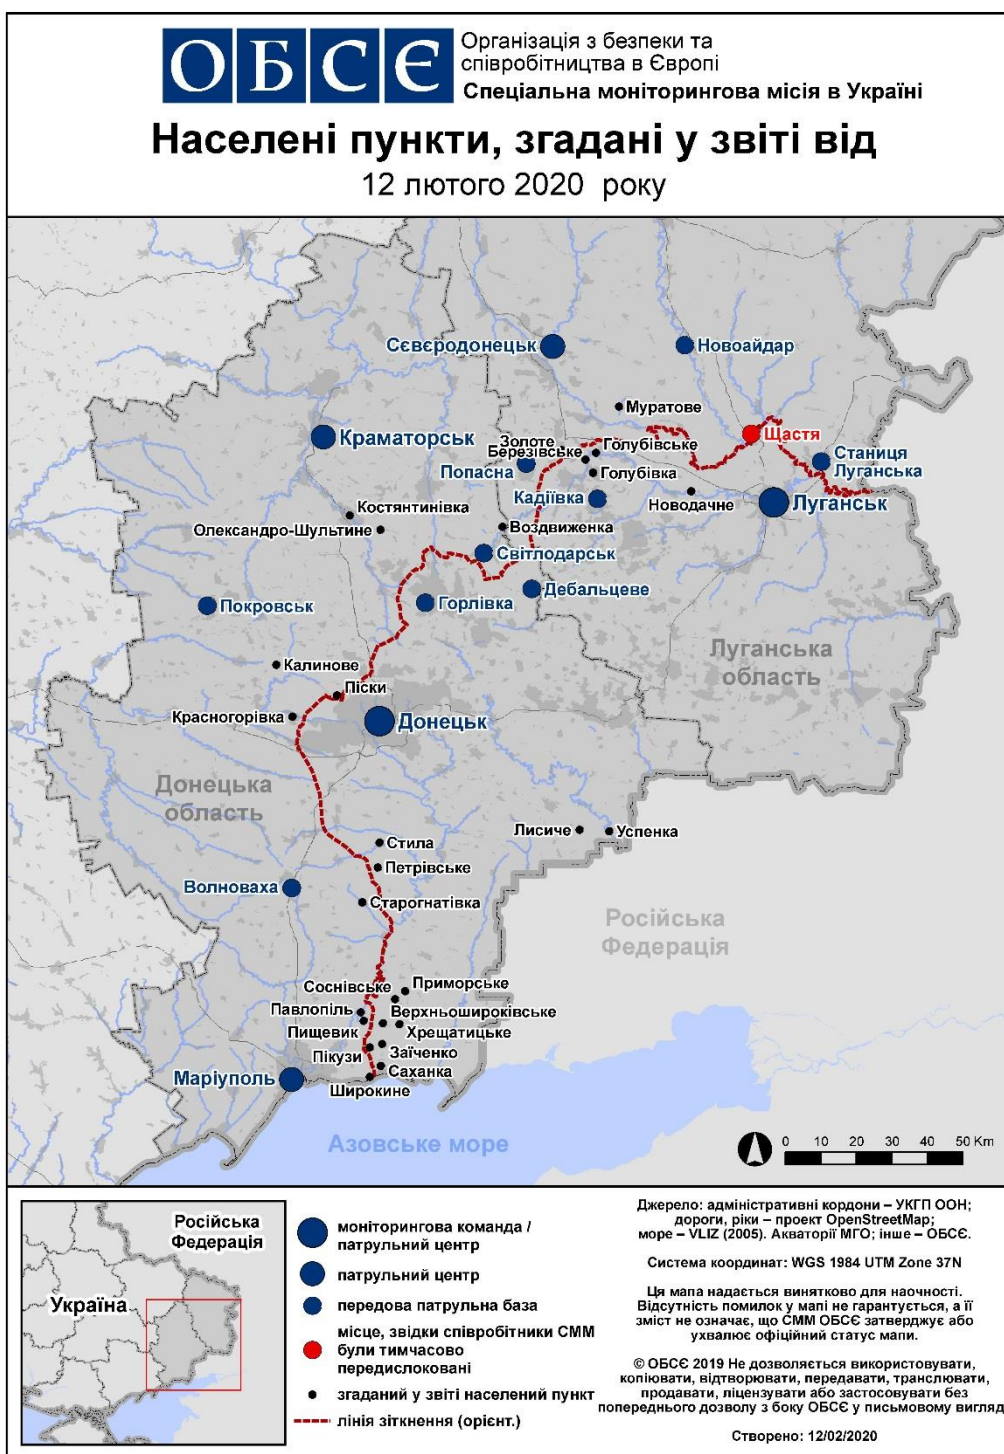 ОБСЄ
Організація з безпеки та
співробітництва в Європі
Спеціальна моніторингова місія в Україні
Населені пункти, згадані у звіті від
12 лютого 2020 року
Сєвєродонецьк
Новоайдар
Муратове
Краматорськ
Золоте
Голубівське
Березівське
Щастя
Попасна
Станиця
Луганська
Голубівка
Кадіївка
Новодачне
Луганськ
Костянтинівка
Олександро-Шультине
Воздвиженка
Світлодарськ
Дебальцеве
Покровськ
Горлівка
Луганська
область
Калинове
Піски
Красногорівка
Донецьк
Донецька
область
Лисиче
Успенка
Стила
Петрівське
Волноваха
Старогнатівка
Російська
Федерація
Соснівське
Приморське
Павлопіль
Верхньошироківське
Пищевик
Хрещатицьке
Пікузи
Заїченко
Саханка
Маріуполь
Широкине
Азовське море
0 10 20 30 40 50 Km
Російська
Федерація
Україна
моніторингова команда /
патрульний центр
патрульний центр
передова патрульна база
місце, звідки співробітники СММ
були тимчасово
передислоковані
згаданий у звіті населений пункт
лінія зіткнення (орієнт.)
Джерело: адміністративні кордони – УКГП ООН;
дороги, ріки – проект OpenStreetMap;
море – VLIZ (2005). Акваторії МГО; інше – ОБСЄ.
Система координат: WGS 1984 UTM Zone 37N
Ця мапа надається винятково для наочності.
Відсутність помилок у мапі не гарантується, а її
зміст не означає, що СММ ОБСЄ затверджує або
ухвалює офіційний статус мапи.
© ОБСЄ 2019 Не дозволяється використовувати,
копіювати, відтворювати, передавати, транслювати,
продавати, ліцензувати або застосовувати без
попереднього дозволу з боку ОБСЄ у письмовому вигляд
Створено: 12/02/2020